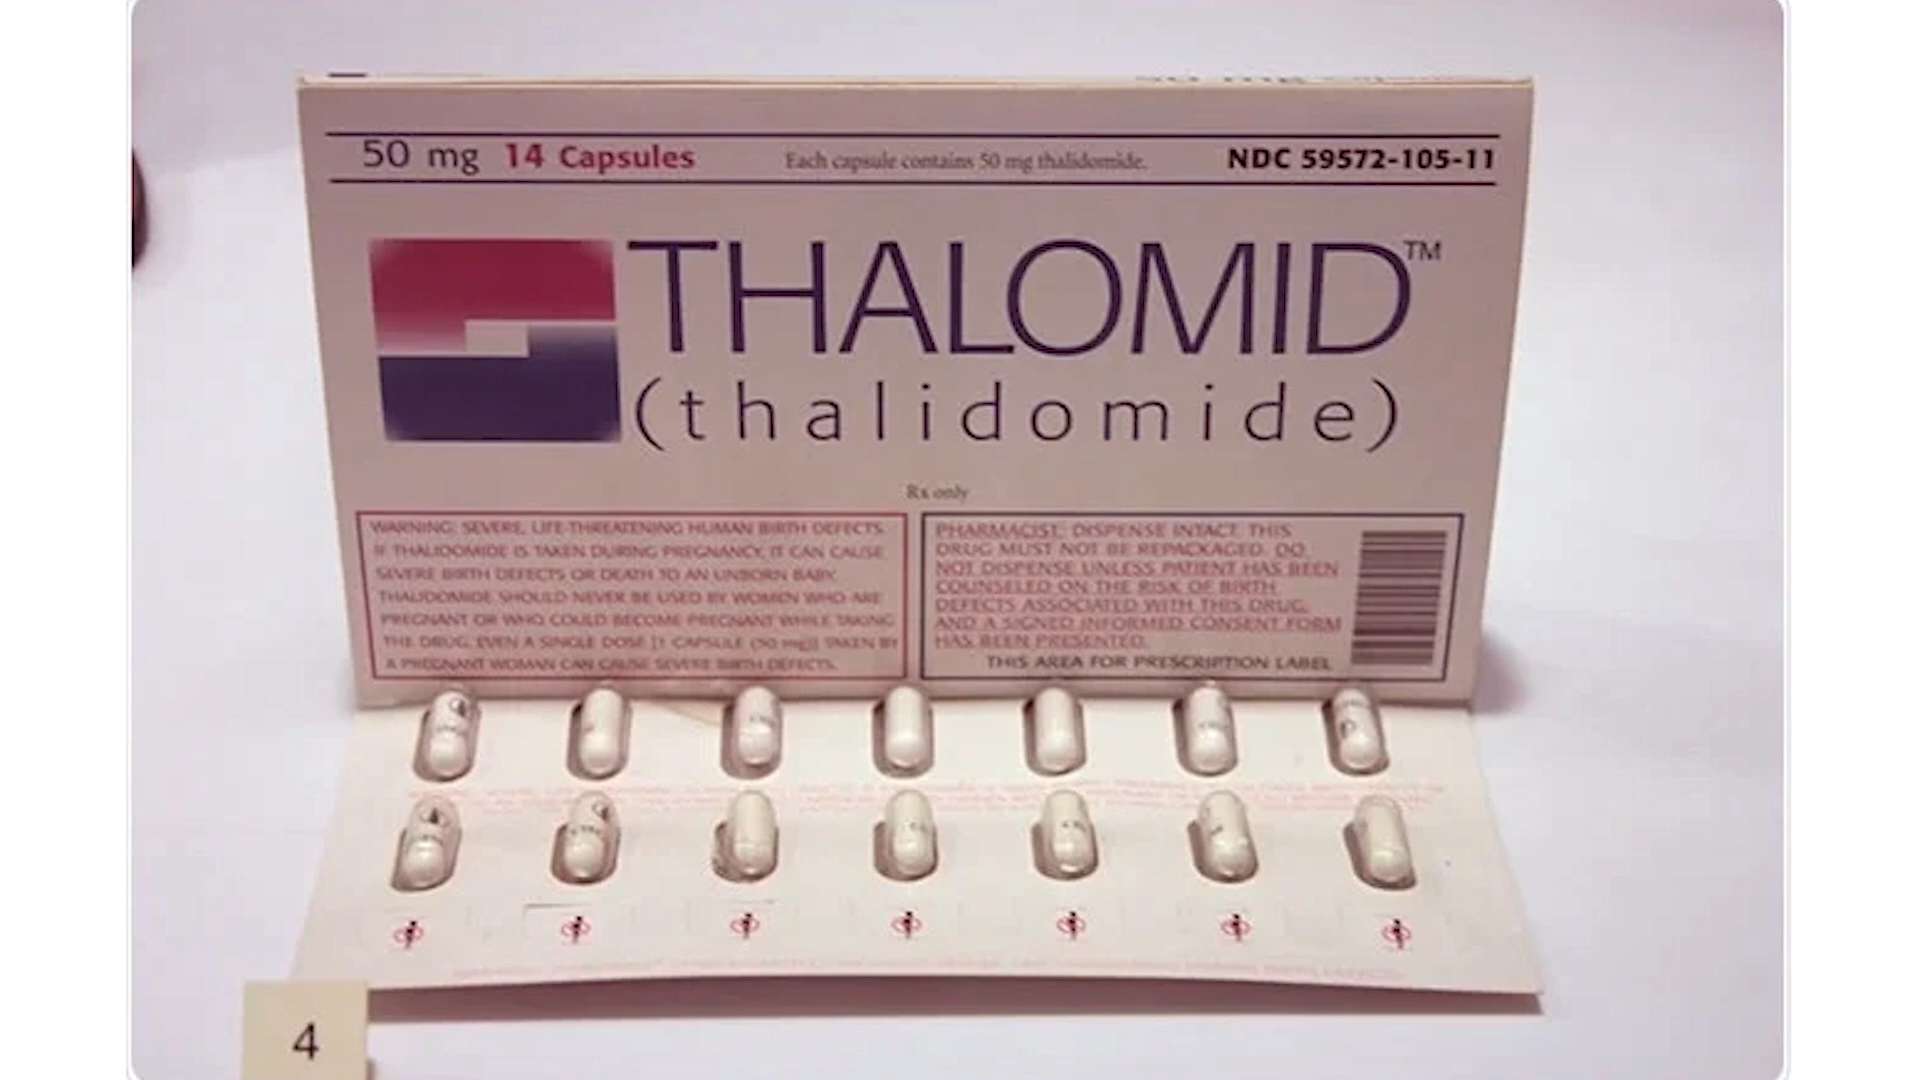 50 mg 14 Capsules Each capsule contains 50 mg thalidomide. NDC 59572-105-11
THALOMID™
(thalidomide)
Rx only
WARNING: SEVERE, LIFE-THREATENING HUMAN BIRTH DEFECTS.
IF THALIDOMIDE IS TAKEN DURING PREGNANCY, IT CAN CAUSE
SEVERE BIRTH DEFECTS OR DEATH TO AN UNBORN BABY.
THALIDOMIDE SHOULD NEVER BE USED BY WOMEN WHO ARE
PREGNANT OR WHO COULD BECOME PREGNANT WHILE TAKING
THE DRUG. EVEN A SINGLE DOSE [1 CAPSULE (50 mg)] TAKEN BY
A PREGNANT WOMAN CAN CAUSE SEVERE BIRTH DEFECTS.
PHARMACIST: DISPENSE INTACT. THIS
DRUG MUST NOT BE REPACKAGED. DO
NOT DISPENSE UNLESS PATIENT HAS BEEN
COUNSELED ON THE RISK OF BIRTH
DEFECTS ASSOCIATED WITH THIS DRUG,
AND A SIGNED INFORMED CONSENT FORM
HAS BEEN PRESENTED.
THIS AREA FOR PRESCRIPTION LABEL
4